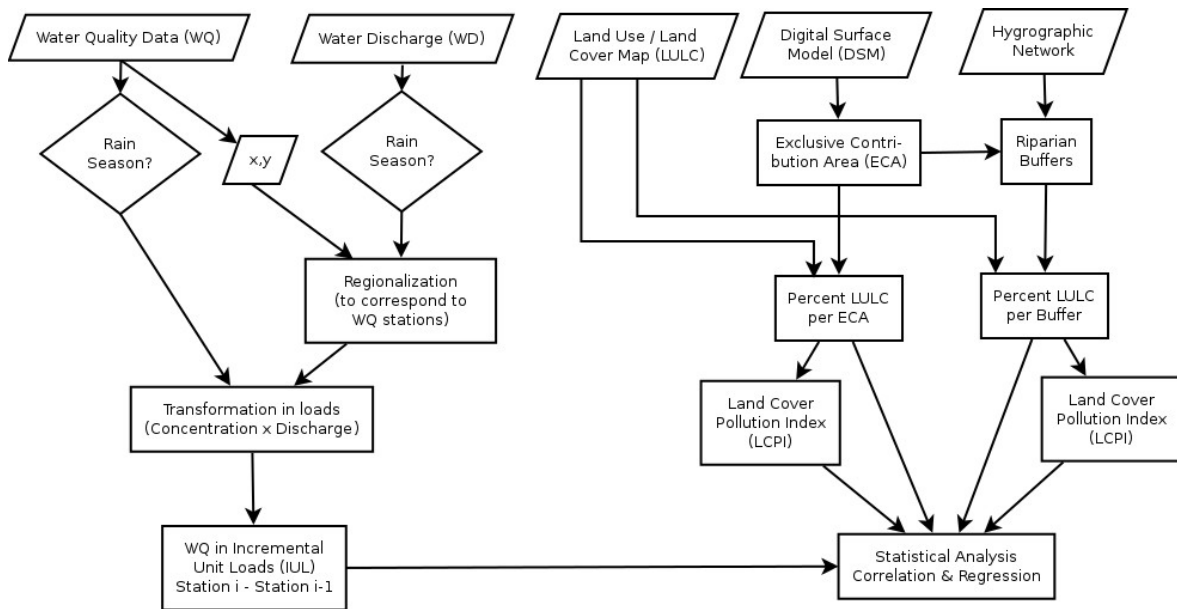 Water Quality Data (WQ)
Water Discharge (WD)
Land Use / Land
Cover Map (LULC)
Digital Surface
Model (DSM)
Hygrographic
Network
Rain
Season?
x,y
Rain
Season?
Exclusive Contri-
bution Area (ECA)
Riparian
Buffers
Regionalization
(to correspond to
WQ stations)
Percent LULC
per ECA
Percent LULC
per Buffer
Transformation in loads
(Concentration x Discharge)
Land Cover
Pollution Index
(LCPI)
Land Cover
Pollution Index
(LCPI)
WQ in Incremental
Unit Loads (IUL)
Station i - Station i-1
Statistical Analysis
Correlation & Regression